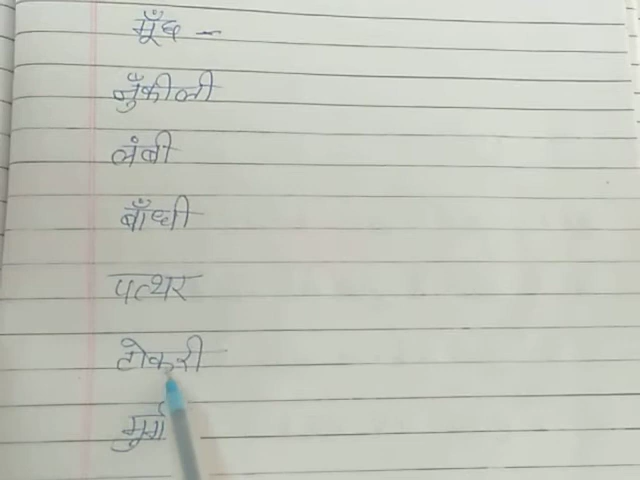 मूँछ -
नुँकीली
लंबी
बाँधी
पत्थर
टोकरी
मुर्ग